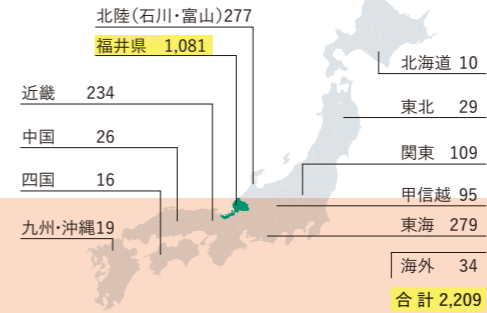 北陸(石川・富山)277
福井県 1,081
近畿 234
中国 26
四国 16
九州・沖縄19
北海道 10
東北 29
関東 109
甲信越 95
東海 279
海外 34
合計 2,209